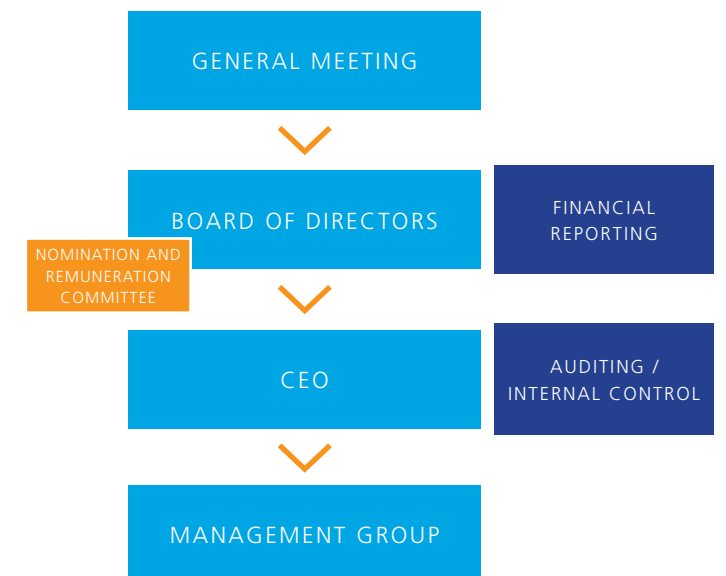 GENERAL MEETING
BOARD OF DIRECTORS
FINANCIAL
REPORTING
NOMINATION AND
REMUNERATION
COMMITTEE
CEO
AUDITING /
INTERNAL CONTROL
MANAGEMENT GROUP